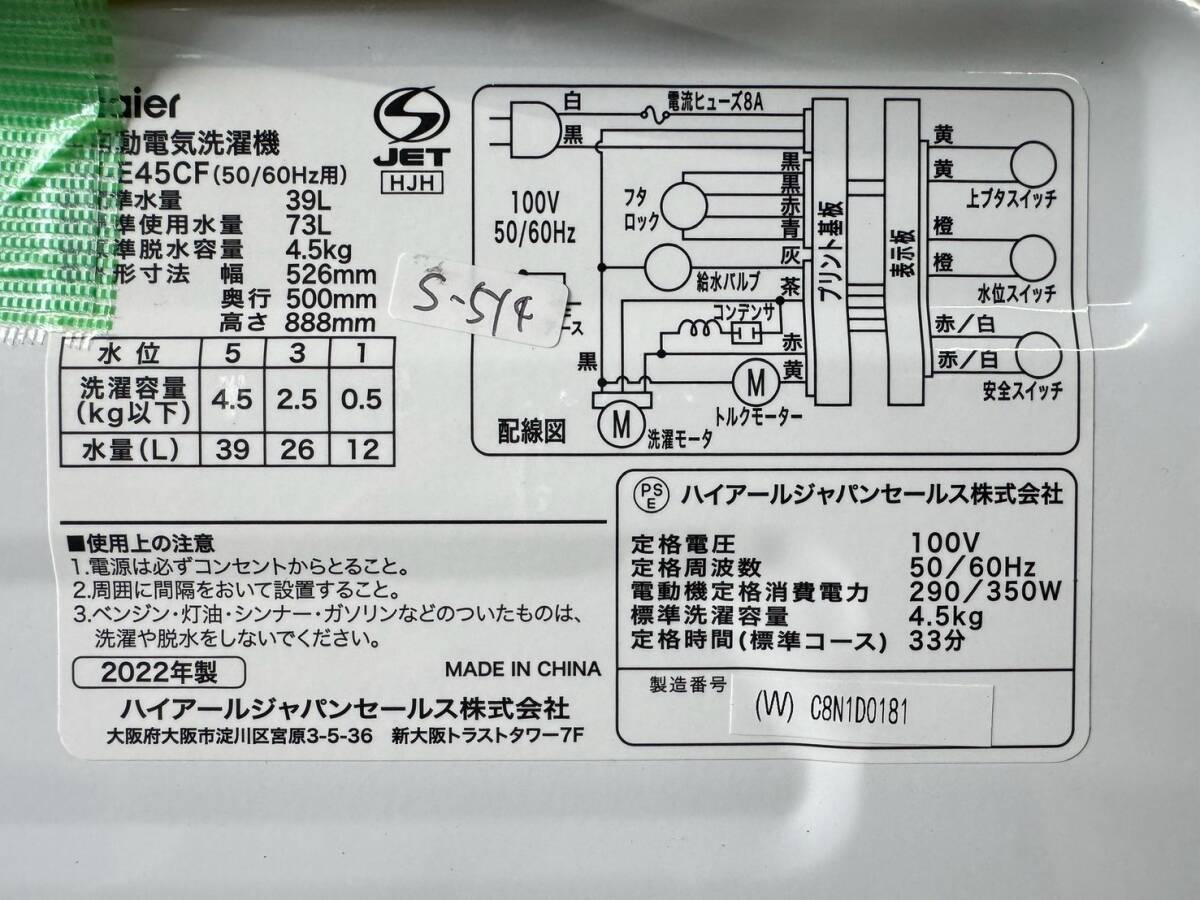 aier
動電気洗濯機
E45CF(50/60Hz用)
準水量 39L
準使用水量 73L
準脱水容量 4.5kg
形寸法 幅 526mm
奥行 500mm
高さ 888mm
JET
HJH
S-514
水位 5 3 1
洗濯容量(kg以下) 4.5 2.5 0.5
水量(L) 39 26 12
白
黒
電流ヒューズ8A
100V
50/60Hz
フタロック
黒
黒
赤
青
灰
給水バルブ
茶
コンデンサ
赤
黄
黒
ース
M
トルクモーター
M
洗濯モータ
配線図
プリント基板
表示板
黄
黄
上ブタスイッチ
橙
橙
水位スイッチ
赤/白
赤/白
安全スイッチ
■使用上の注意
1.電源は必ずコンセントからとること。
2.周囲に間隔をおいて設置すること。
3.ベンジン・灯油・シンナー・ガソリンなどのついたものは、
洗濯や脱水をしないでください。
2022年製
MADE IN CHINA
ハイアールジャパンセールス株式会社
大阪府大阪市淀川区宮原3-5-36 新大阪トラストタワー7F
PSE ハイアールジャパンセールス株式会社
定格電圧 100V
定格周波数 50/60Hz
電動機定格消費電力 290/350W
標準洗濯容量 4.5kg
定格時間(標準コース) 33分
製造番号 (W) C8N1D0181